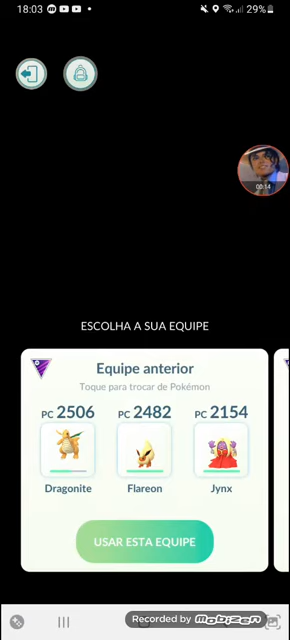 18:03
29%
00:14
ESCOLHA A SUA EQUIPE
Equipe anterior
Toque para trocar de Pokémon
PC 2506 PC 2482 PC 2154
Dragonite Flareon Jynx
USAR ESTA EQUIPE
Recorded by MOBIZEN